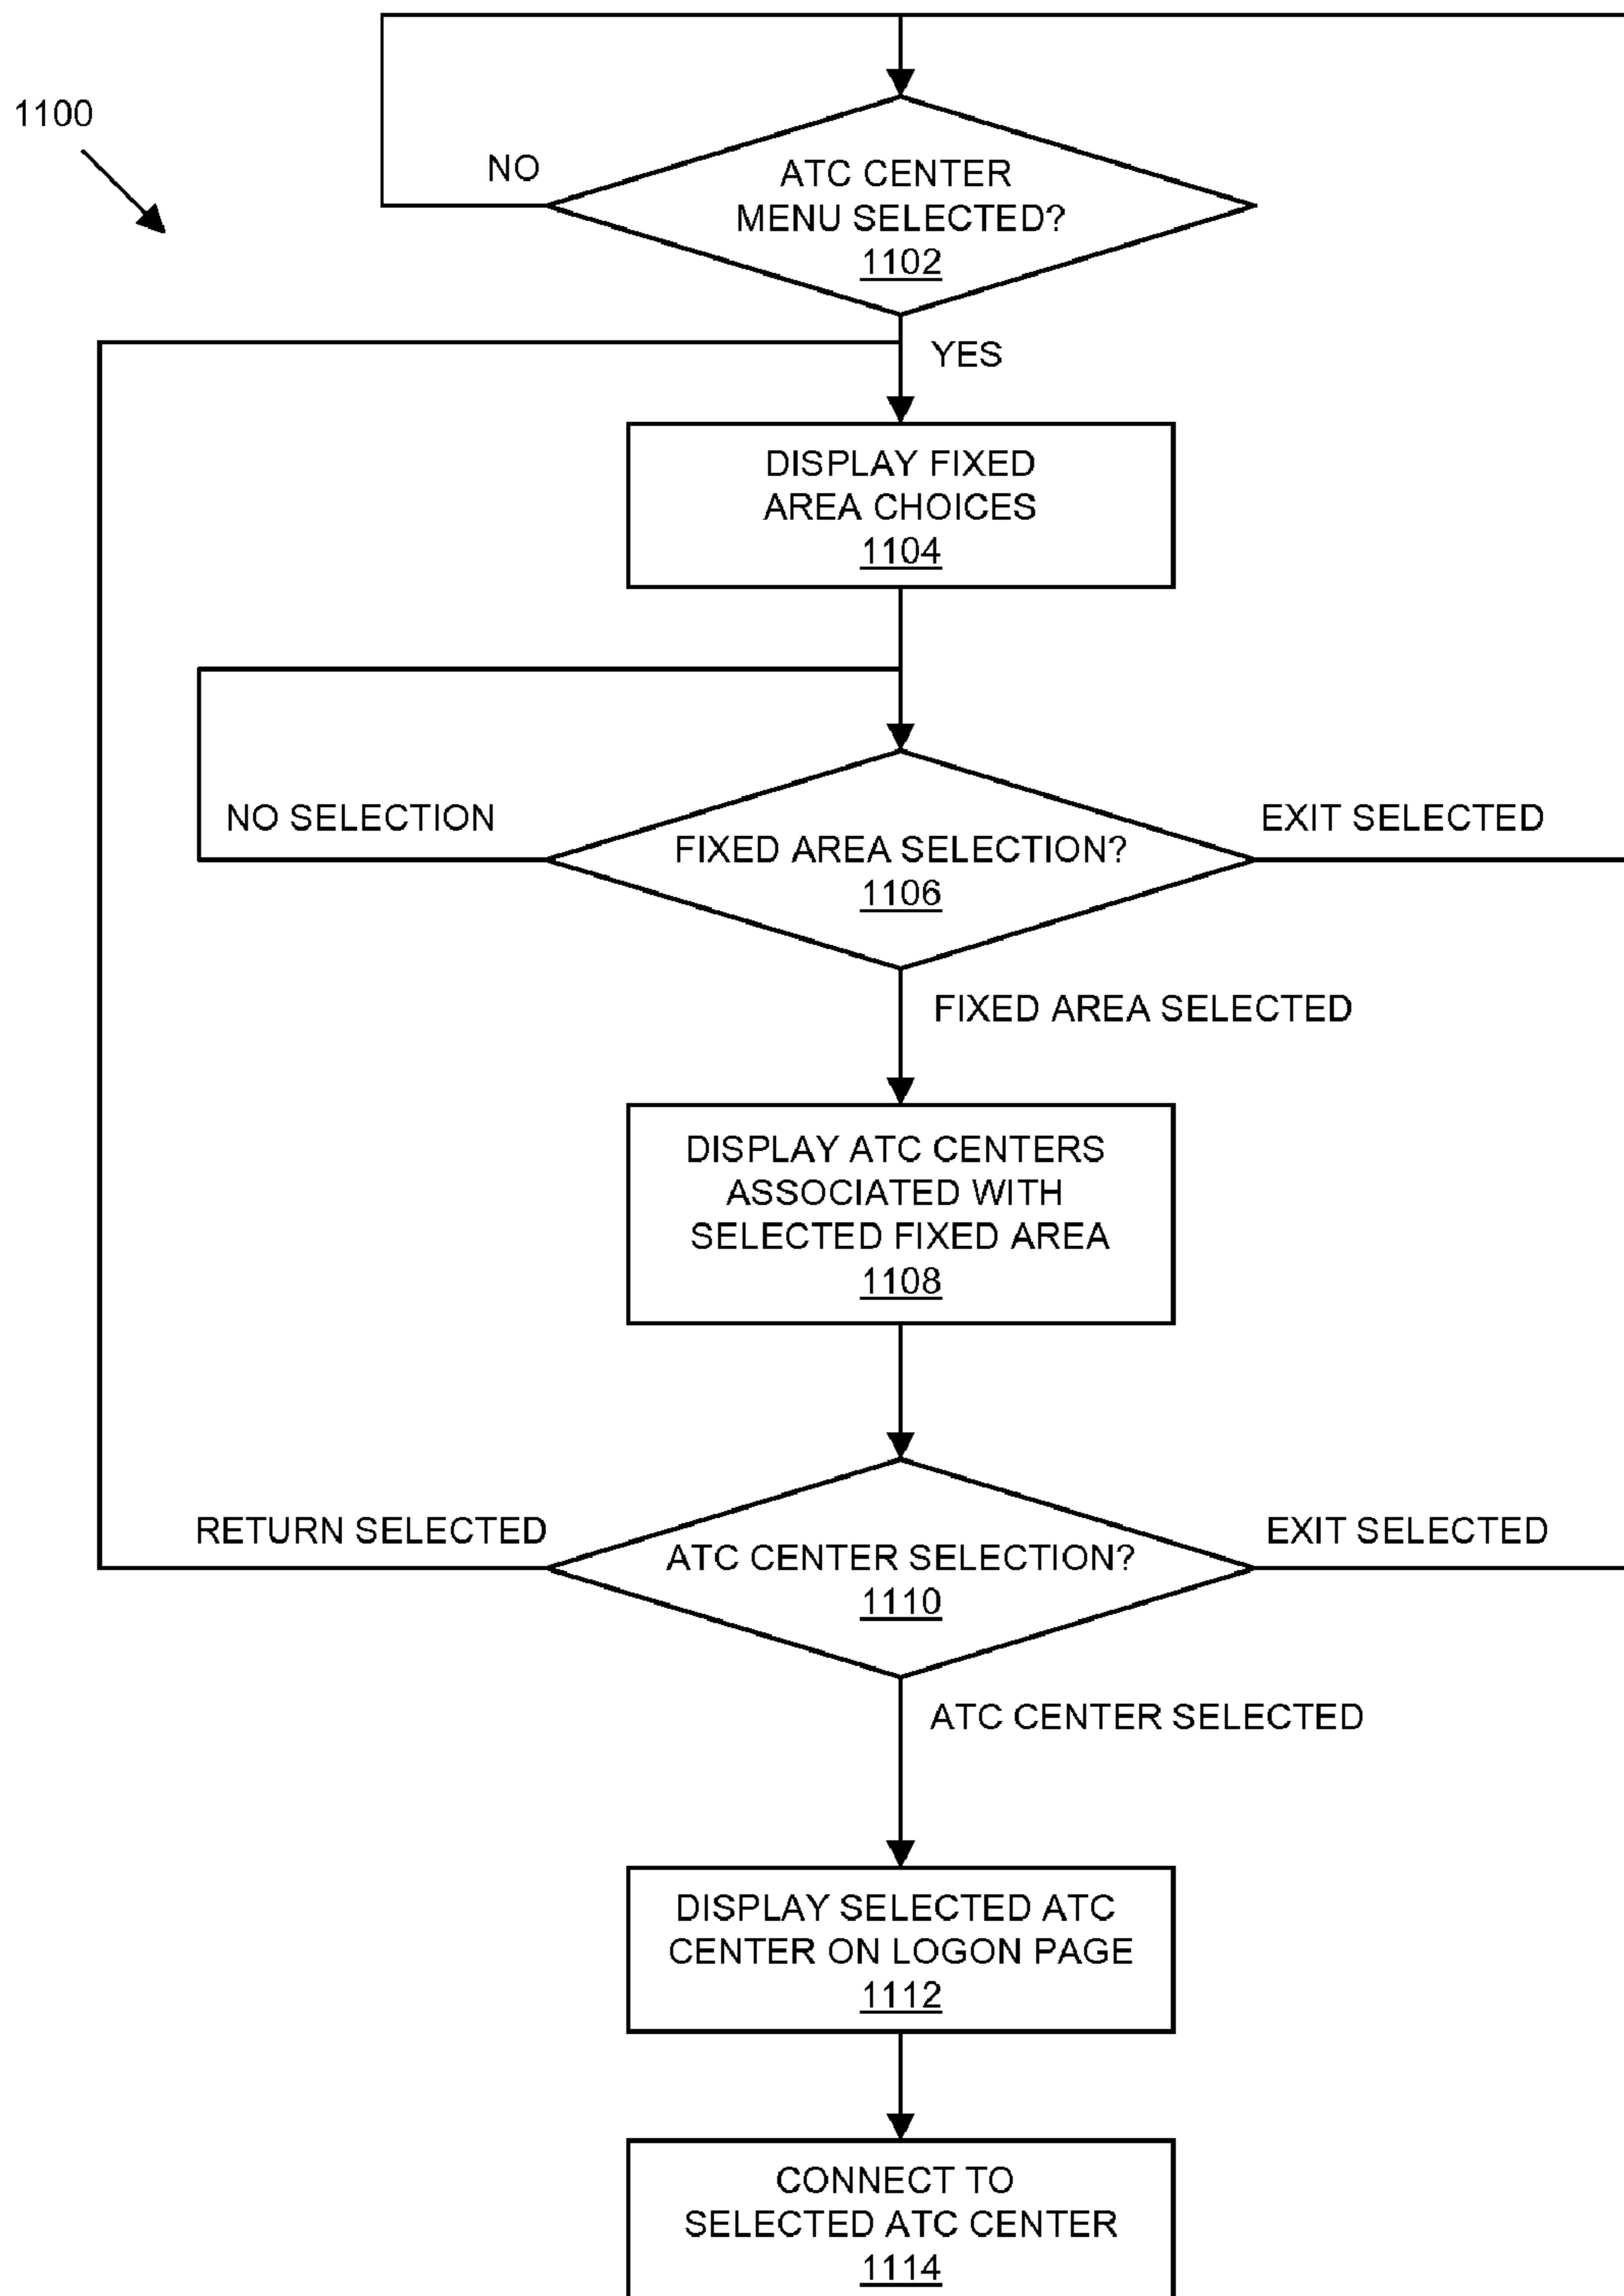 1100
NO
ATC CENTER
MENU SELECTED?
1102
YES
DISPLAY FIXED
AREA CHOICES
1104
NO SELECTION
FIXED AREA SELECTION?
1106
EXIT SELECTED
FIXED AREA SELECTED
DISPLAY ATC CENTERS
ASSOCIATED WITH
SELECTED FIXED AREA
1108
RETURN SELECTED
ATC CENTER SELECTION?
1110
EXIT SELECTED
ATC CENTER SELECTED
DISPLAY SELECTED ATC
CENTER ON LOGON PAGE
1112
CONNECT TO
SELECTED ATC CENTER
1114